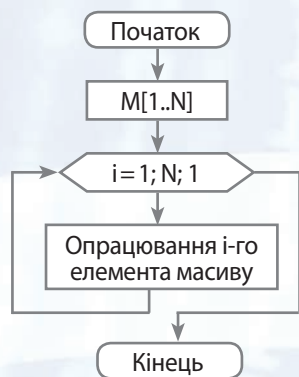 Початок
M[1..N]
i = 1; N; 1
Опрацювання i-го
елемента масиву
Кінець